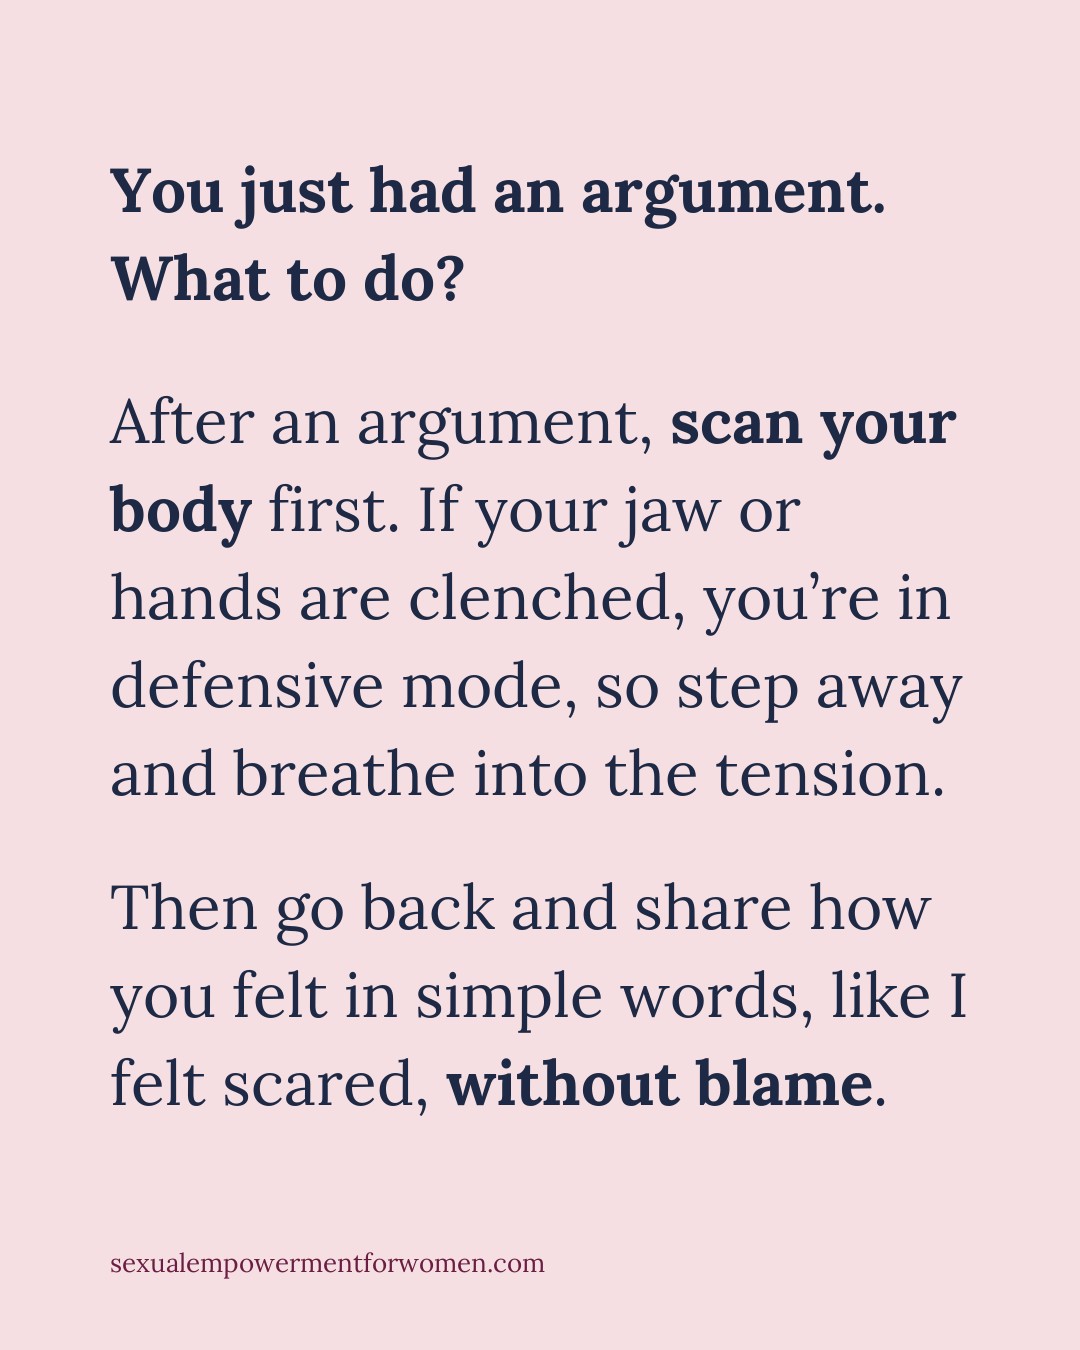 You just had an argument.
What to do?
After an argument, scan your
body first. If your jaw or
hands are clenched, you’re in
defensive mode, so step away
and breathe into the tension.
Then go back and share how
you felt in simple words, like I
felt scared, without blame.
sexualempowermentforwomen.com